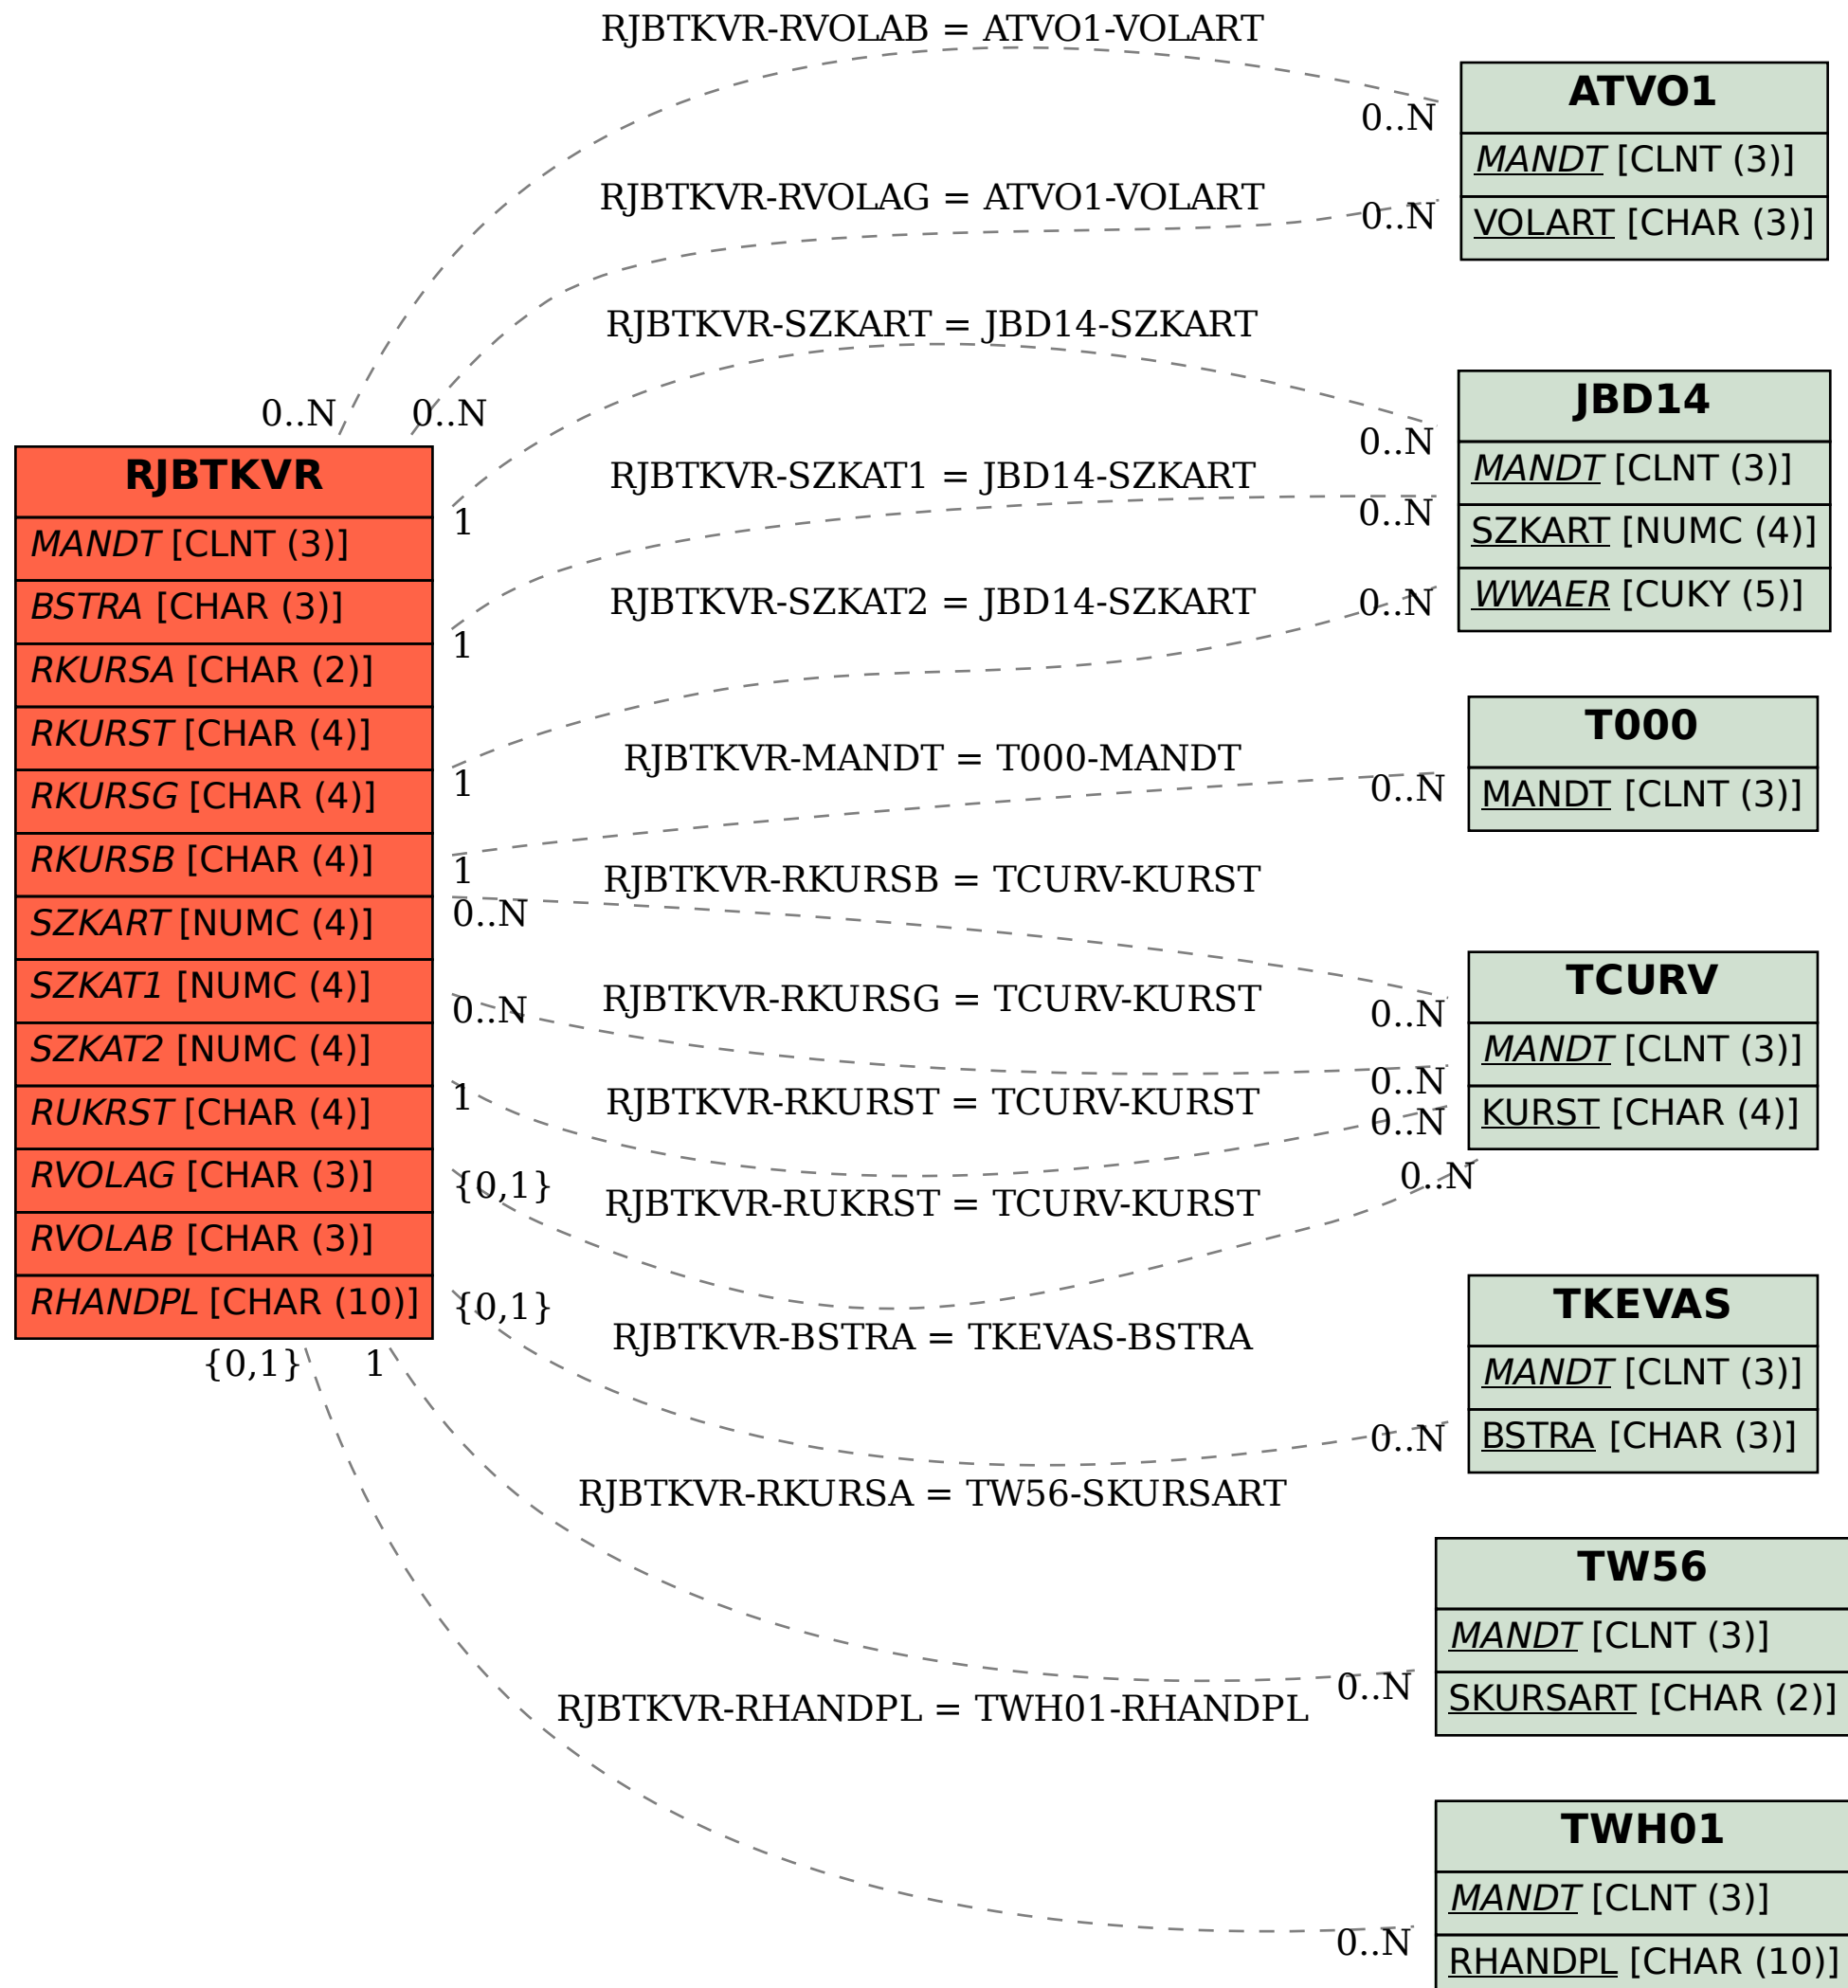 RJBTKVR-RVOLAB = ATVO1-VOLART
0..N
0..N
RJBTKVR-RVOLAG = ATVO1-VOLART
0..N
0..N
RJBTKVR-SZKART = JBD14-SZKART
1
0..N
RJBTKVR-SZKAT1 = JBD14-SZKART
1
0..N
RJBTKVR-SZKAT2 = JBD14-SZKART
1
0..N
RJBTKVR-MANDT = T000-MANDT
1
0..N
RJBTKVR-RKURSB = TCURV-KURST
0..N
0..N
RJBTKVR-RKURSG = TCURV-KURST
0..N
0..N
RJBTKVR-RKURST = TCURV-KURST
1
0..N
RJBTKVR-RUKRST = TCURV-KURST
{0,1}
0..N
RJBTKVR-BSTRA = TKEVAS-BSTRA
{0,1}
0..N
RJBTKVR-RKURSA = TW56-SKURSART
1
0..N
RJBTKVR-RHANDPL = TWH01-RHANDPL
{0,1}
0..N
RJBTKVR
MANDT [CLNT (3)]
BSTRA [CHAR (3)]
RKURSA [CHAR (2)]
RKURST [CHAR (4)]
RKURSG [CHAR (4)]
RKURSB [CHAR (4)]
SZKART [NUMC (4)]
SZKAT1 [NUMC (4)]
SZKAT2 [NUMC (4)]
RUKRST [CHAR (4)]
RVOLAG [CHAR (3)]
RVOLAB [CHAR (3)]
RHANDPL [CHAR (10)]
ATVO1
MANDT [CLNT (3)]
VOLART [CHAR (3)]
JBD14
MANDT [CLNT (3)]
SZKART [NUMC (4)]
WWAER [CUKY (5)]
T000
MANDT [CLNT (3)]
TCURV
MANDT [CLNT (3)]
KURST [CHAR (4)]
TKEVAS
MANDT [CLNT (3)]
BSTRA [CHAR (3)]
TW56
MANDT [CLNT (3)]
SKURSART [CHAR (2)]
TWH01
MANDT [CLNT (3)]
RHANDPL [CHAR (10)]